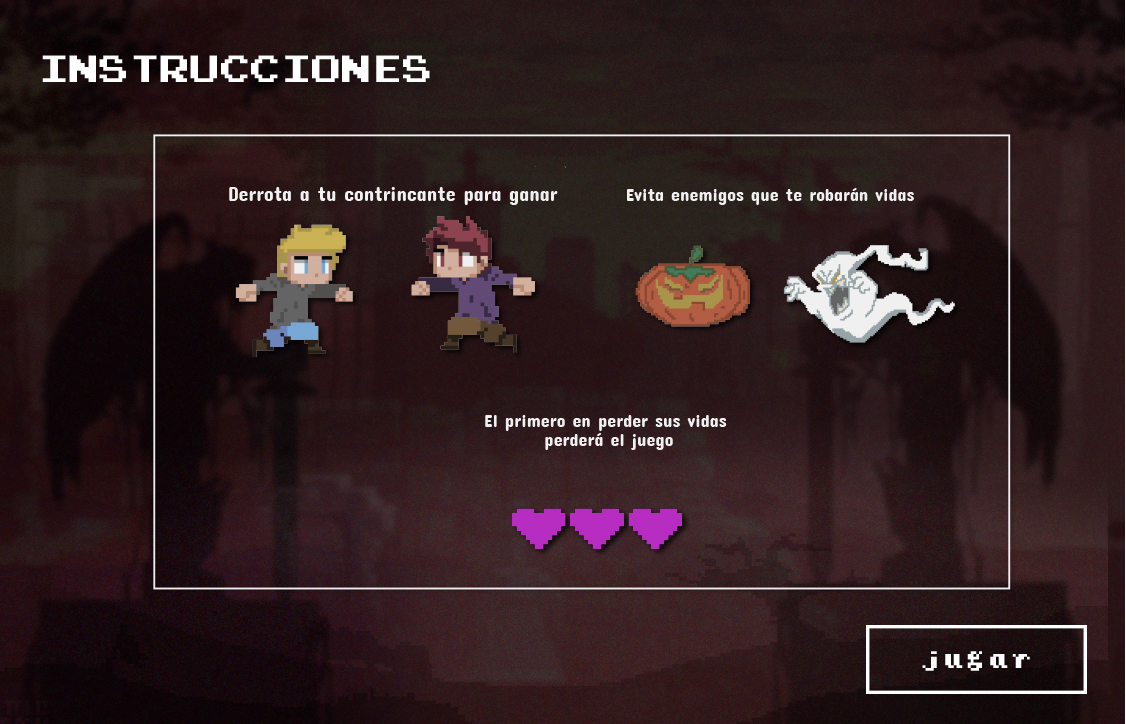 INSTRUCCIONES
Derrota a tu contrincante para ganar
Evita enemigos que te robarán vidas
El primero en perder sus vidas
perderá el juego
jugar